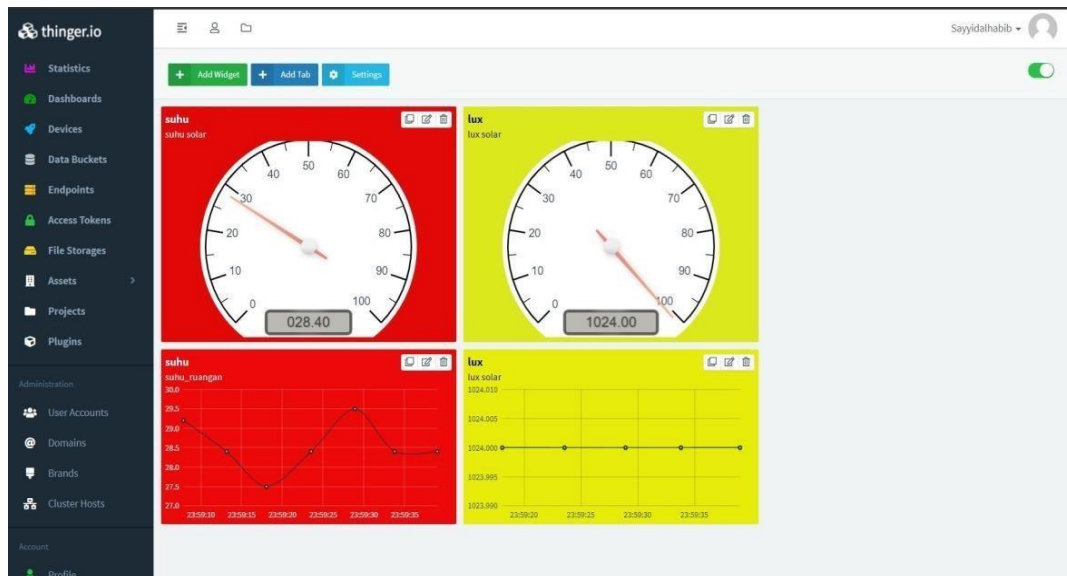 thinger.io
Sayyidalhabib
Statistics
Dashboards
Devices
Data Buckets
Endpoints
Access Tokens
File Storages
Assets
Projects
Plugins
Administration
User Accounts
Domains
Brands
Cluster Hosts
Account
Profile
+ Add Widget + Add Tab Settings
suhu
suhu solar
0 10 20 30 40 50 60 70 80 90 100
028.40
lux
lux solar
0 10 20 30 40 50 60 70 80 90 100
1024.00
suhu
suhu_ruangan
30.0
29.5
29.0
28.5
28.0
27.5
27.0
23:59:10 23:59:15 23:59:20 23:59:25 23:59:30 23:59:35
lux
lux solar
1024.010
1024.005
1024.000
1023.995
1023.990
23:59:20 23:59:25 23:59:30 23:59:35